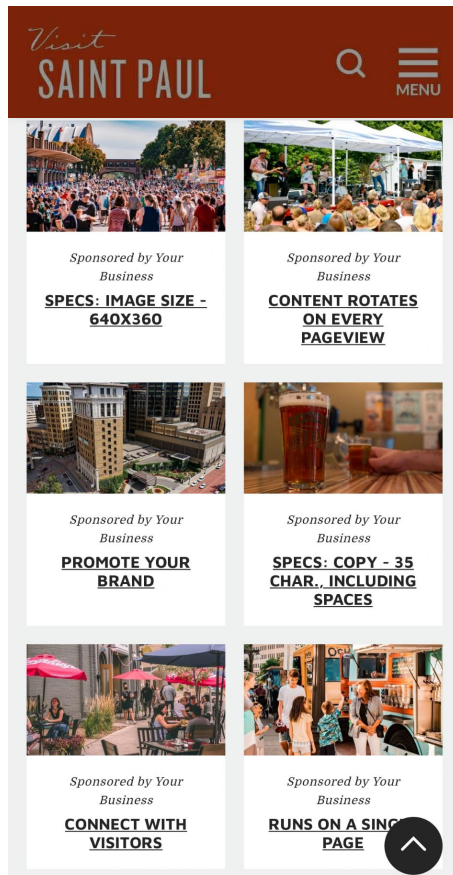 Visit
SAINT PAUL
MENU
Sponsored by Your
Business
SPECS: IMAGE SIZE -
640X360
Sponsored by Your
Business
CONTENT ROTATES
ON EVERY
PAGEVIEW
Sponsored by Your
Business
PROMOTE YOUR
BRAND
Sponsored by Your
Business
SPECS: COPY - 35
CHAR., INCLUDING
SPACES
Sponsored by Your
Business
CONNECT WITH
VISITORS
Sponsored by Your
Business
RUNS ON A
PAGE